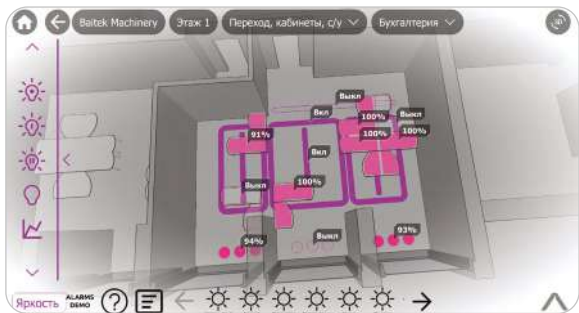 Baitek Machinery
Этаж 1
Переход, кабинеты, с/у
Бухгалтерия
Выкл
Вкл
100%
Выкл
91%
100%
100%
Вкл
Выкл
100%
94%
Выкл
93%
Яркость
ALARMS
DEMO
?